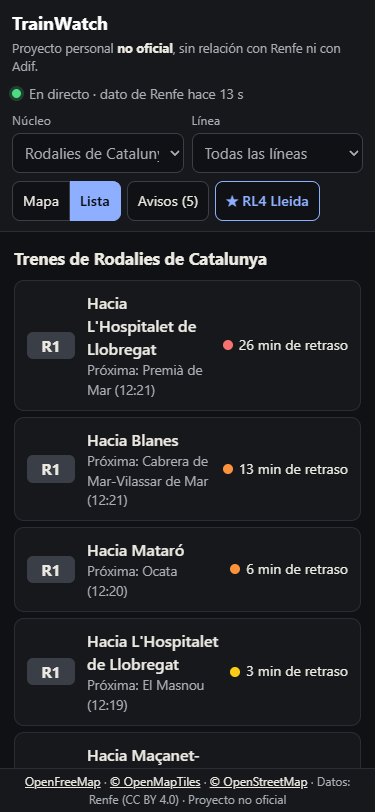 TrainWatch
Proyecto personal no oficial, sin relación con Renfe ni con
Adif.
En directo · dato de Renfe hace 13 s
Núcleo
Línea
Rodalies de Cataluny
Todas las líneas
Mapa
Lista
Avisos (5)
★ RL4 Lleida
Trenes de Rodalies de Catalunya
R1
Hacia
L'Hospitalet de
Llobregat
Próxima: Premià de
Mar (12:21)
26 min de retraso
R1
Hacia Blanes
Próxima: Cabrera de
Mar-Vilassar de Mar
(12:21)
13 min de retraso
R1
Hacia Mataró
Próxima: Ocata
(12:20)
6 min de retraso
R1
Hacia L'Hospitalet
de Llobregat
Próxima: El Masnou
(12:19)
3 min de retraso
Hacia Maçanet-
OpenFreeMap · © OpenMapTiles · © OpenStreetMap · Datos:
Renfe (CC BY 4.0) · Proyecto no oficial